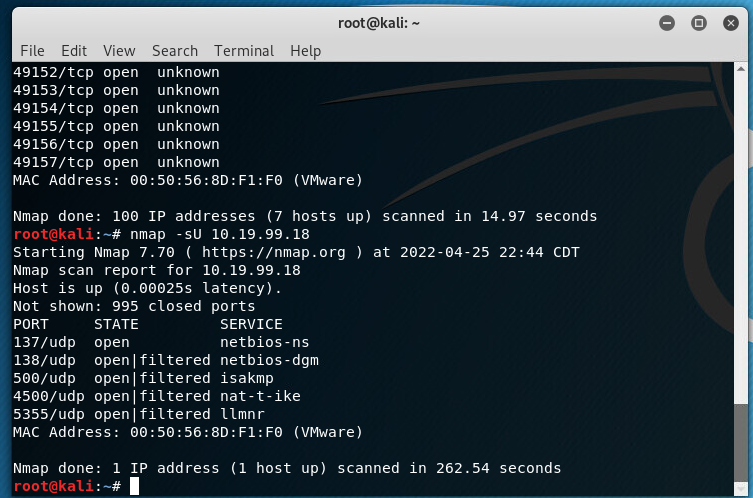 root@kali: ~
File Edit View Search Terminal Help
49152/tcp open  unknown
49153/tcp open  unknown
49154/tcp open  unknown
49155/tcp open  unknown
49156/tcp open  unknown
49157/tcp open  unknown
MAC Address: 00:50:56:8D:F1:F0 (VMware)
Nmap done: 100 IP addresses (7 hosts up) scanned in 14.97 seconds
root@kali:~# nmap -sU 10.19.99.18
Starting Nmap 7.70 ( https://nmap.org ) at 2022-04-25 22:44 CDT
Nmap scan report for 10.19.99.18
Host is up (0.00025s latency).
Not shown: 995 closed ports
PORT     STATE         SERVICE
137/udp  open          netbios-ns
138/udp  open|filtered netbios-dgm
500/udp  open|filtered isakmp
4500/udp open|filtered nat-t-ike
5355/udp open|filtered llmnr
MAC Address: 00:50:56:8D:F1:F0 (VMware)
Nmap done: 1 IP address (1 host up) scanned in 262.54 seconds
root@kali:~#